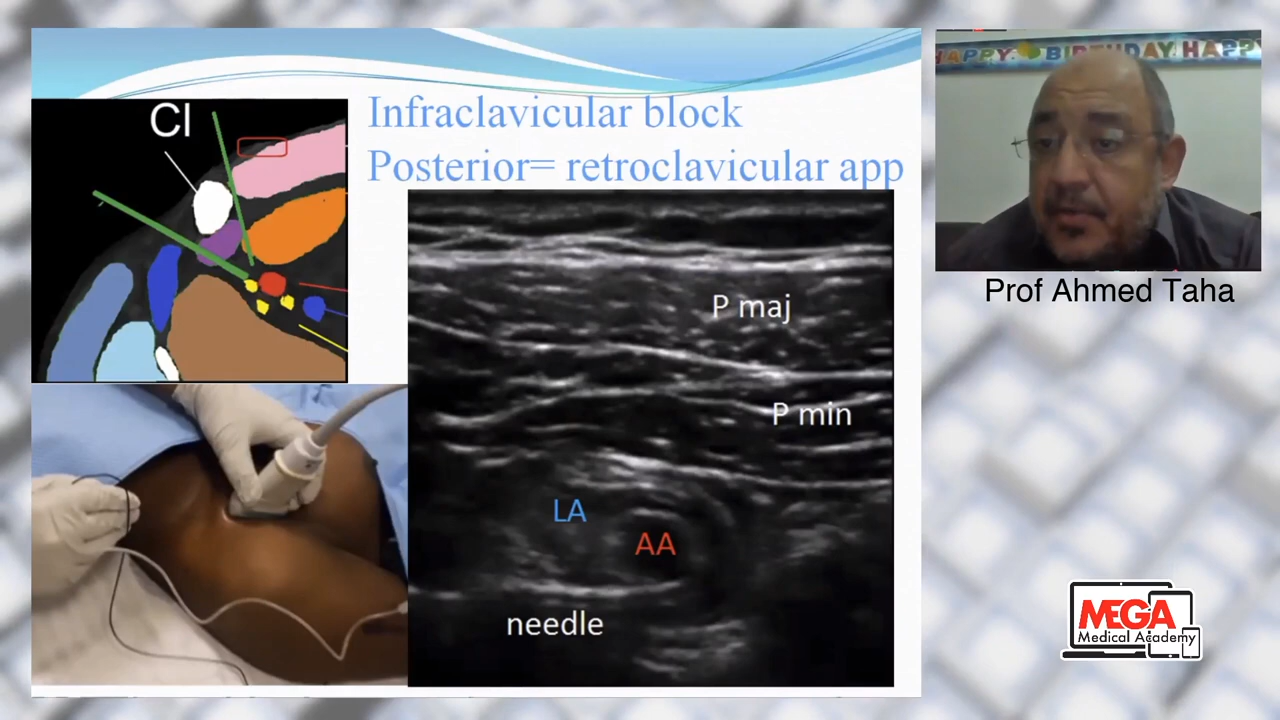 Cl
Infraclavicular block
Posterior= retroclavicular app
P maj
P min
LA
AA
needle
HAPPY BIRTHDAY HAPPY
Prof Ahmed Taha
MEGA
Medical Academy